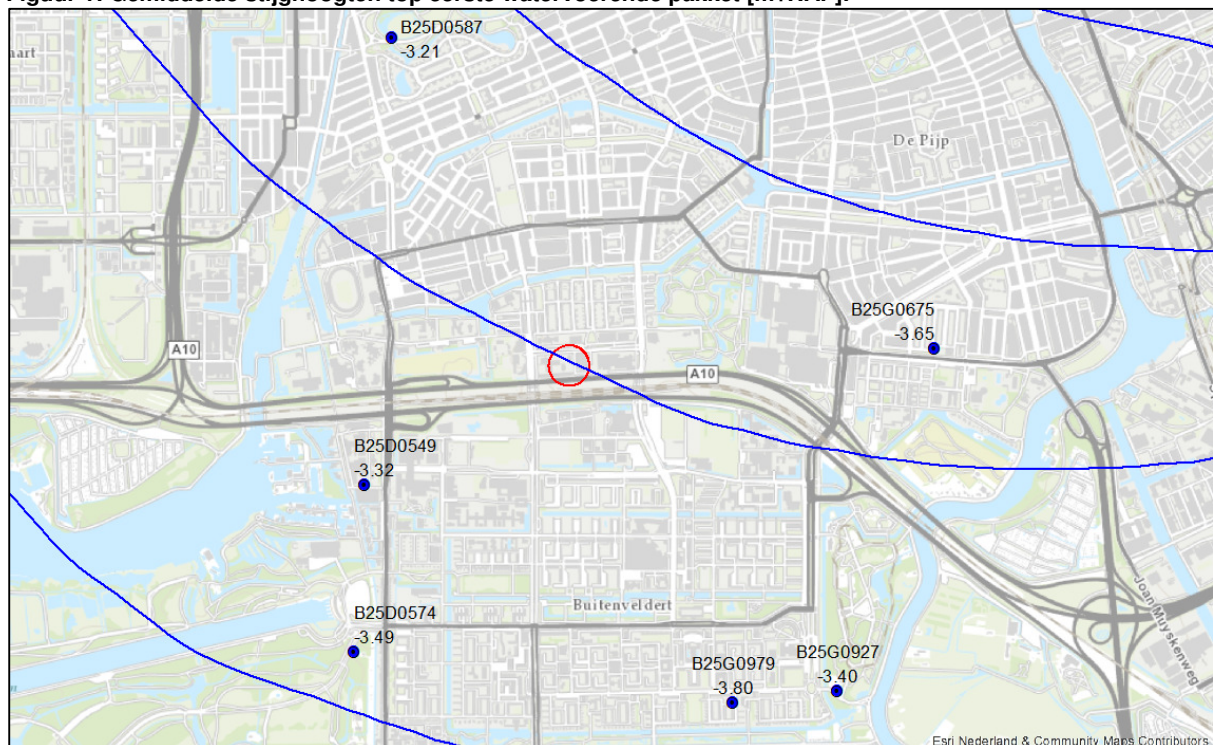 B25D0587
-3.21
aart
De Pijp
B25G0675
-3.65
A10
A10
B25D0549
-3.32
Buitenveldert
B25D0574
-3.49
B25G0979
-3.80
B25G0927
-3.40
Joan Muyskenweg
Esri Nederland & Community Maps Contributors